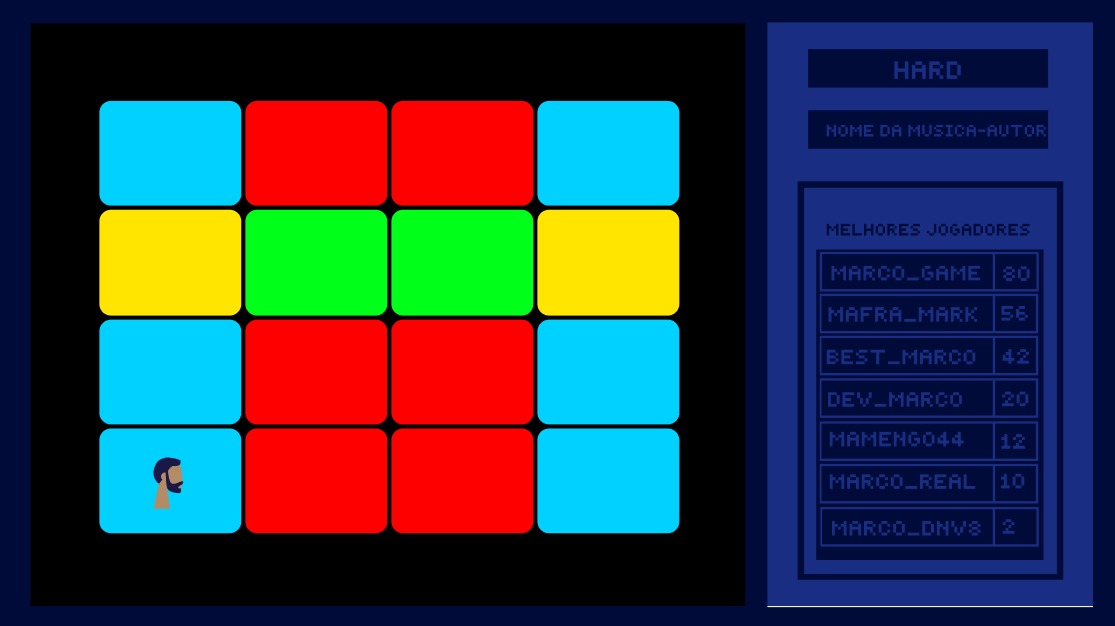 HARD
NOME DA MUSICA-AUTOR
MELHORES JOGADORES
MARCO_GAME 80
MAFRA_MARK 56
BEST_MARCO 42
DEV_MARCO 20
MAMENGO44 12
MARCO_REAL 10
MARCO_DNV8 2